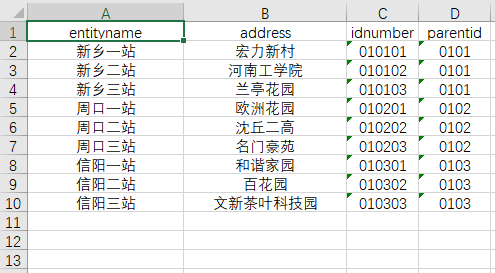 A B C D
1 entityname address idnumber parentid
2 新乡一站 宏力新村 010101 0101
3 新乡二站 河南工学院 010102 0101
4 新乡三站 兰亭花园 010103 0101
5 周口一站 欧洲花园 010201 0102
6 周口二站 沈丘二高 010202 0102
7 周口三站 名门豪苑 010203 0102
8 信阳一站 和谐家园 010301 0103
9 信阳二站 百花园 010302 0103
10 信阳三站 文新茶叶科技园 010303 0103
11
12
13